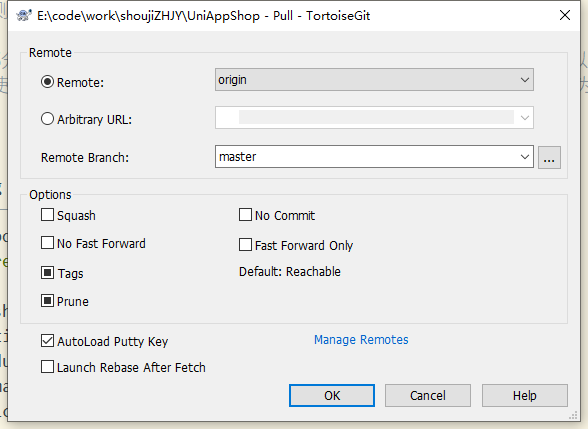 E:\code\work\shoujiZHJY\UniAppShop - Pull - TortoiseGit
Remote
Remote: origin
Arbitrary URL:
Remote Branch: master ...
Options
Squash No Commit
No Fast Forward Fast Forward Only
Tags Default: Reachable
Prune
AutoLoad Putty Key Manage Remotes
Launch Rebase After Fetch
OK Cancel Help